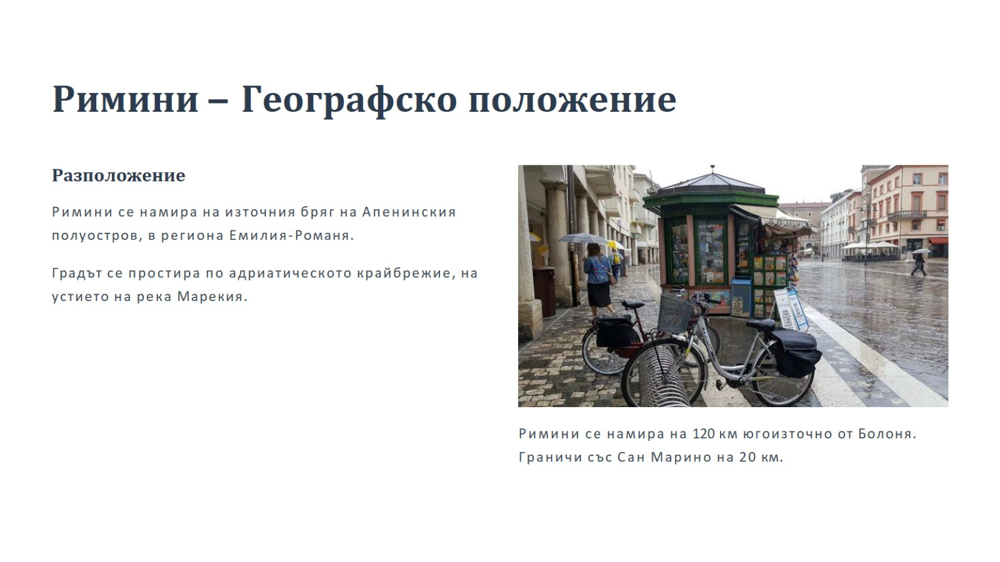 Римини – Географско положение
Разположение
Римини се намира на източния бряг на Апенинския
полуостров, в региона Емилия-Романя.
Градът се простира по адриатическото крайбрежие, на
устието на река Марекия.
Римини се намира на 120 км югоизточно от Болоня.
Граничи със Сан Марино на 20 км.